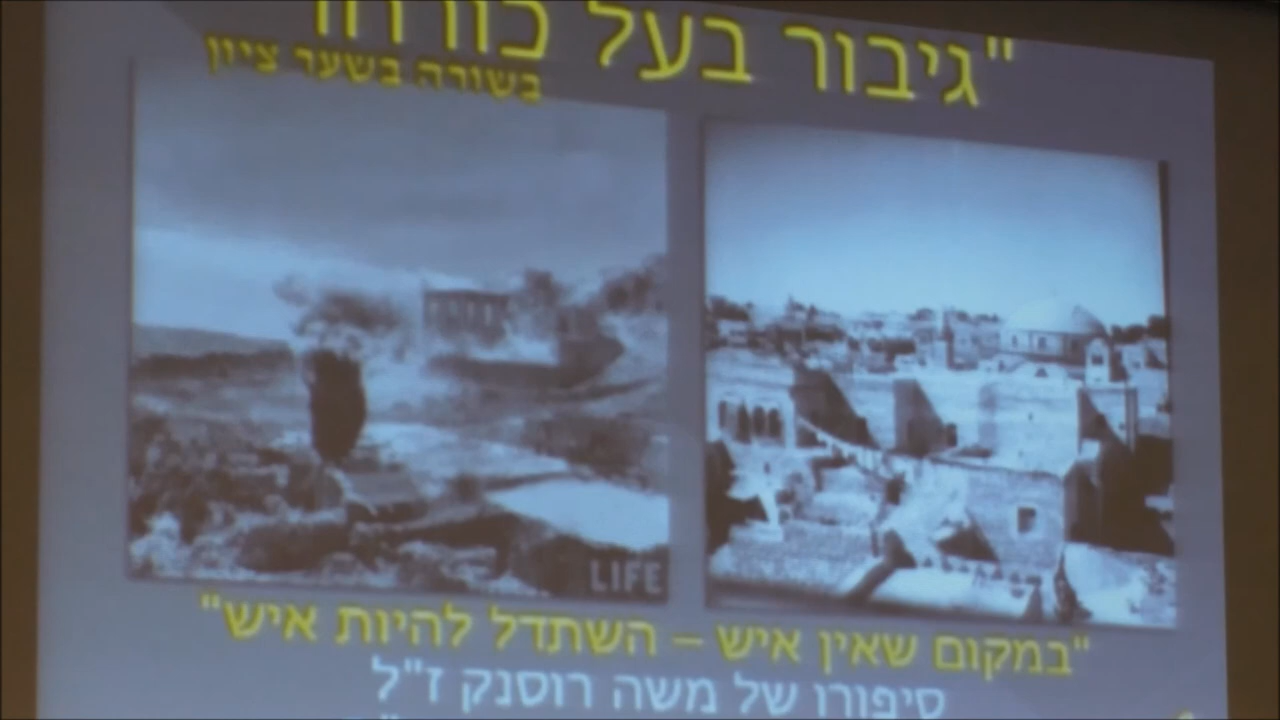 "גיבור בעל כורחו"
בשורה בשער ציון
LIFE
"במקום שאין איש – השתדל להיות איש"
סיפורו של משה רוסנק ז"ל